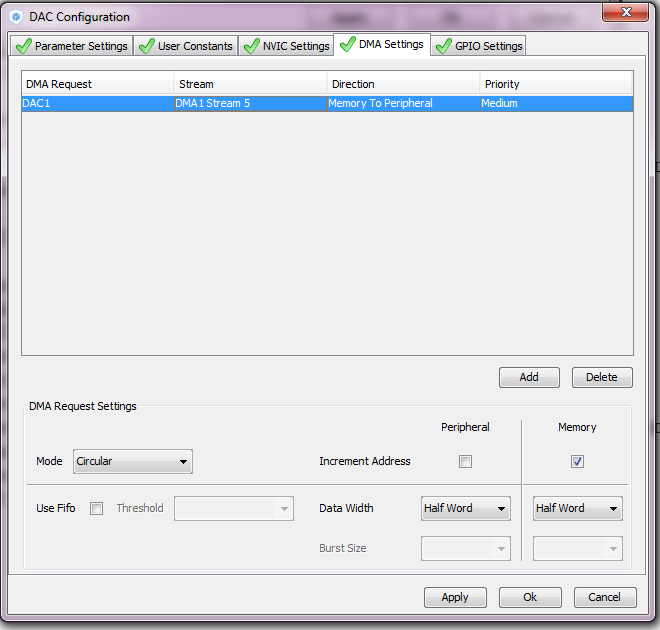 DAC Configuration
Parameter Settings User Constants NVIC Settings DMA Settings GPIO Settings
DMA Request Stream Direction Priority
DAC1 DMA1 Stream 5 Memory To Peripheral Medium
Add Delete
DMA Request Settings
Peripheral Memory
Mode Circular Increment Address
Use Fifo Threshold Data Width Half Word Half Word
Burst Size
Apply Ok Cancel